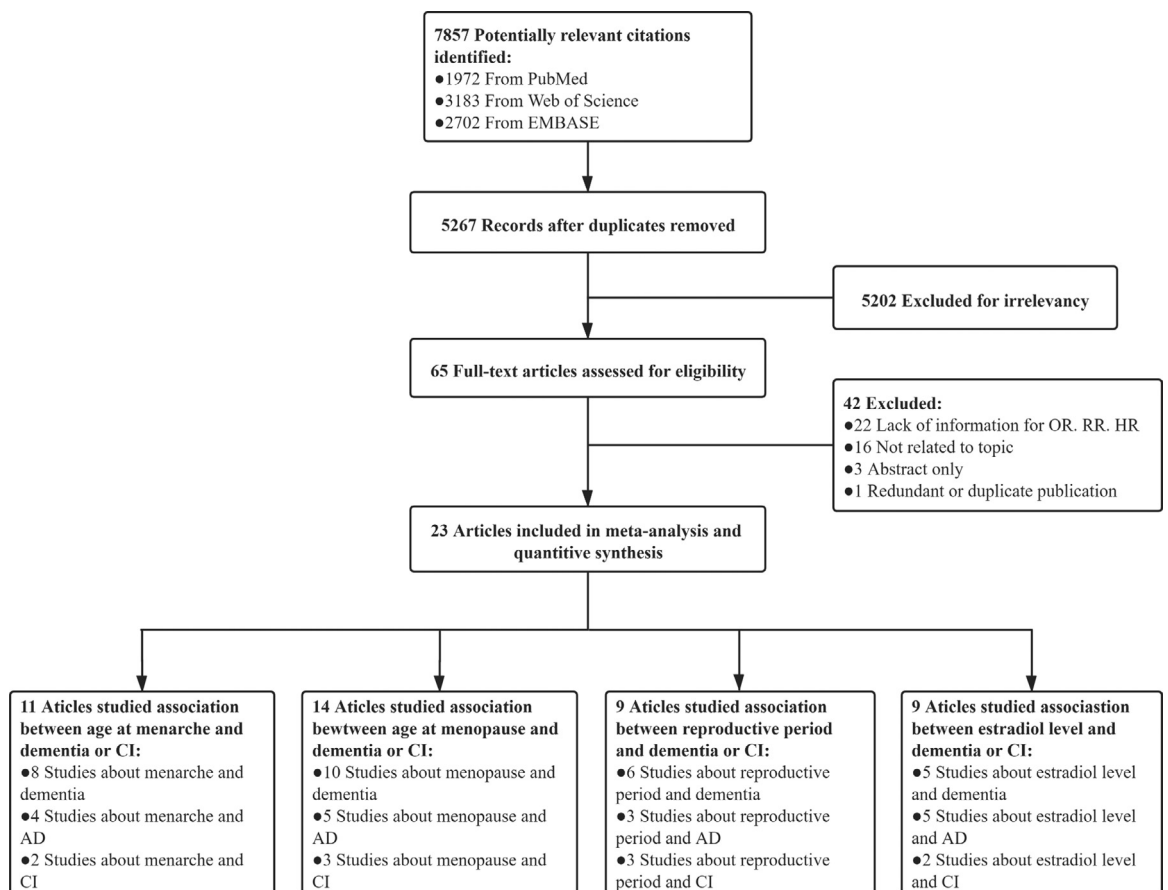 7857 Potentially relevant citations
identified:
●1972 From PubMed
●3183 From Web of Science
●2702 From EMBASE
5267 Records after duplicates removed
5202 Excluded for irrelevancy
65 Full-text articles assessed for eligibility
42 Excluded:
●22 Lack of information for OR. RR. HR
●16 Not related to topic
●3 Abstract only
●1 Redundant or duplicate publication
23 Articles included in meta-analysis and
quantitive synthesis
11 Aticles studied association
between age at menarche and
dementia or CI:
●8 Studies about menarche and
dementia
●4 Studies about menarche and
AD
●2 Studies about menarche and
CI
14 Aticles studied association
bewtween age at menopause and
dementia or CI:
●10 Studies about menopause and
dementia
●5 Studies about menopause and
AD
●3 Studies about menopause and
CI
9 Aticles studied association
between reproductive period
and dementia or CI:
●6 Studies about reproductive
period and dementia
●3 Studies about reproductive
period and AD
●3 Studies about reproductive
period and CI
9 Aticles studied associastion
between estradiol level and
dementia or CI:
●5 Studies about estradiol level
and dementia
●5 Studies about estradiol level
and AD
●2 Studies about estradiol level
and CI